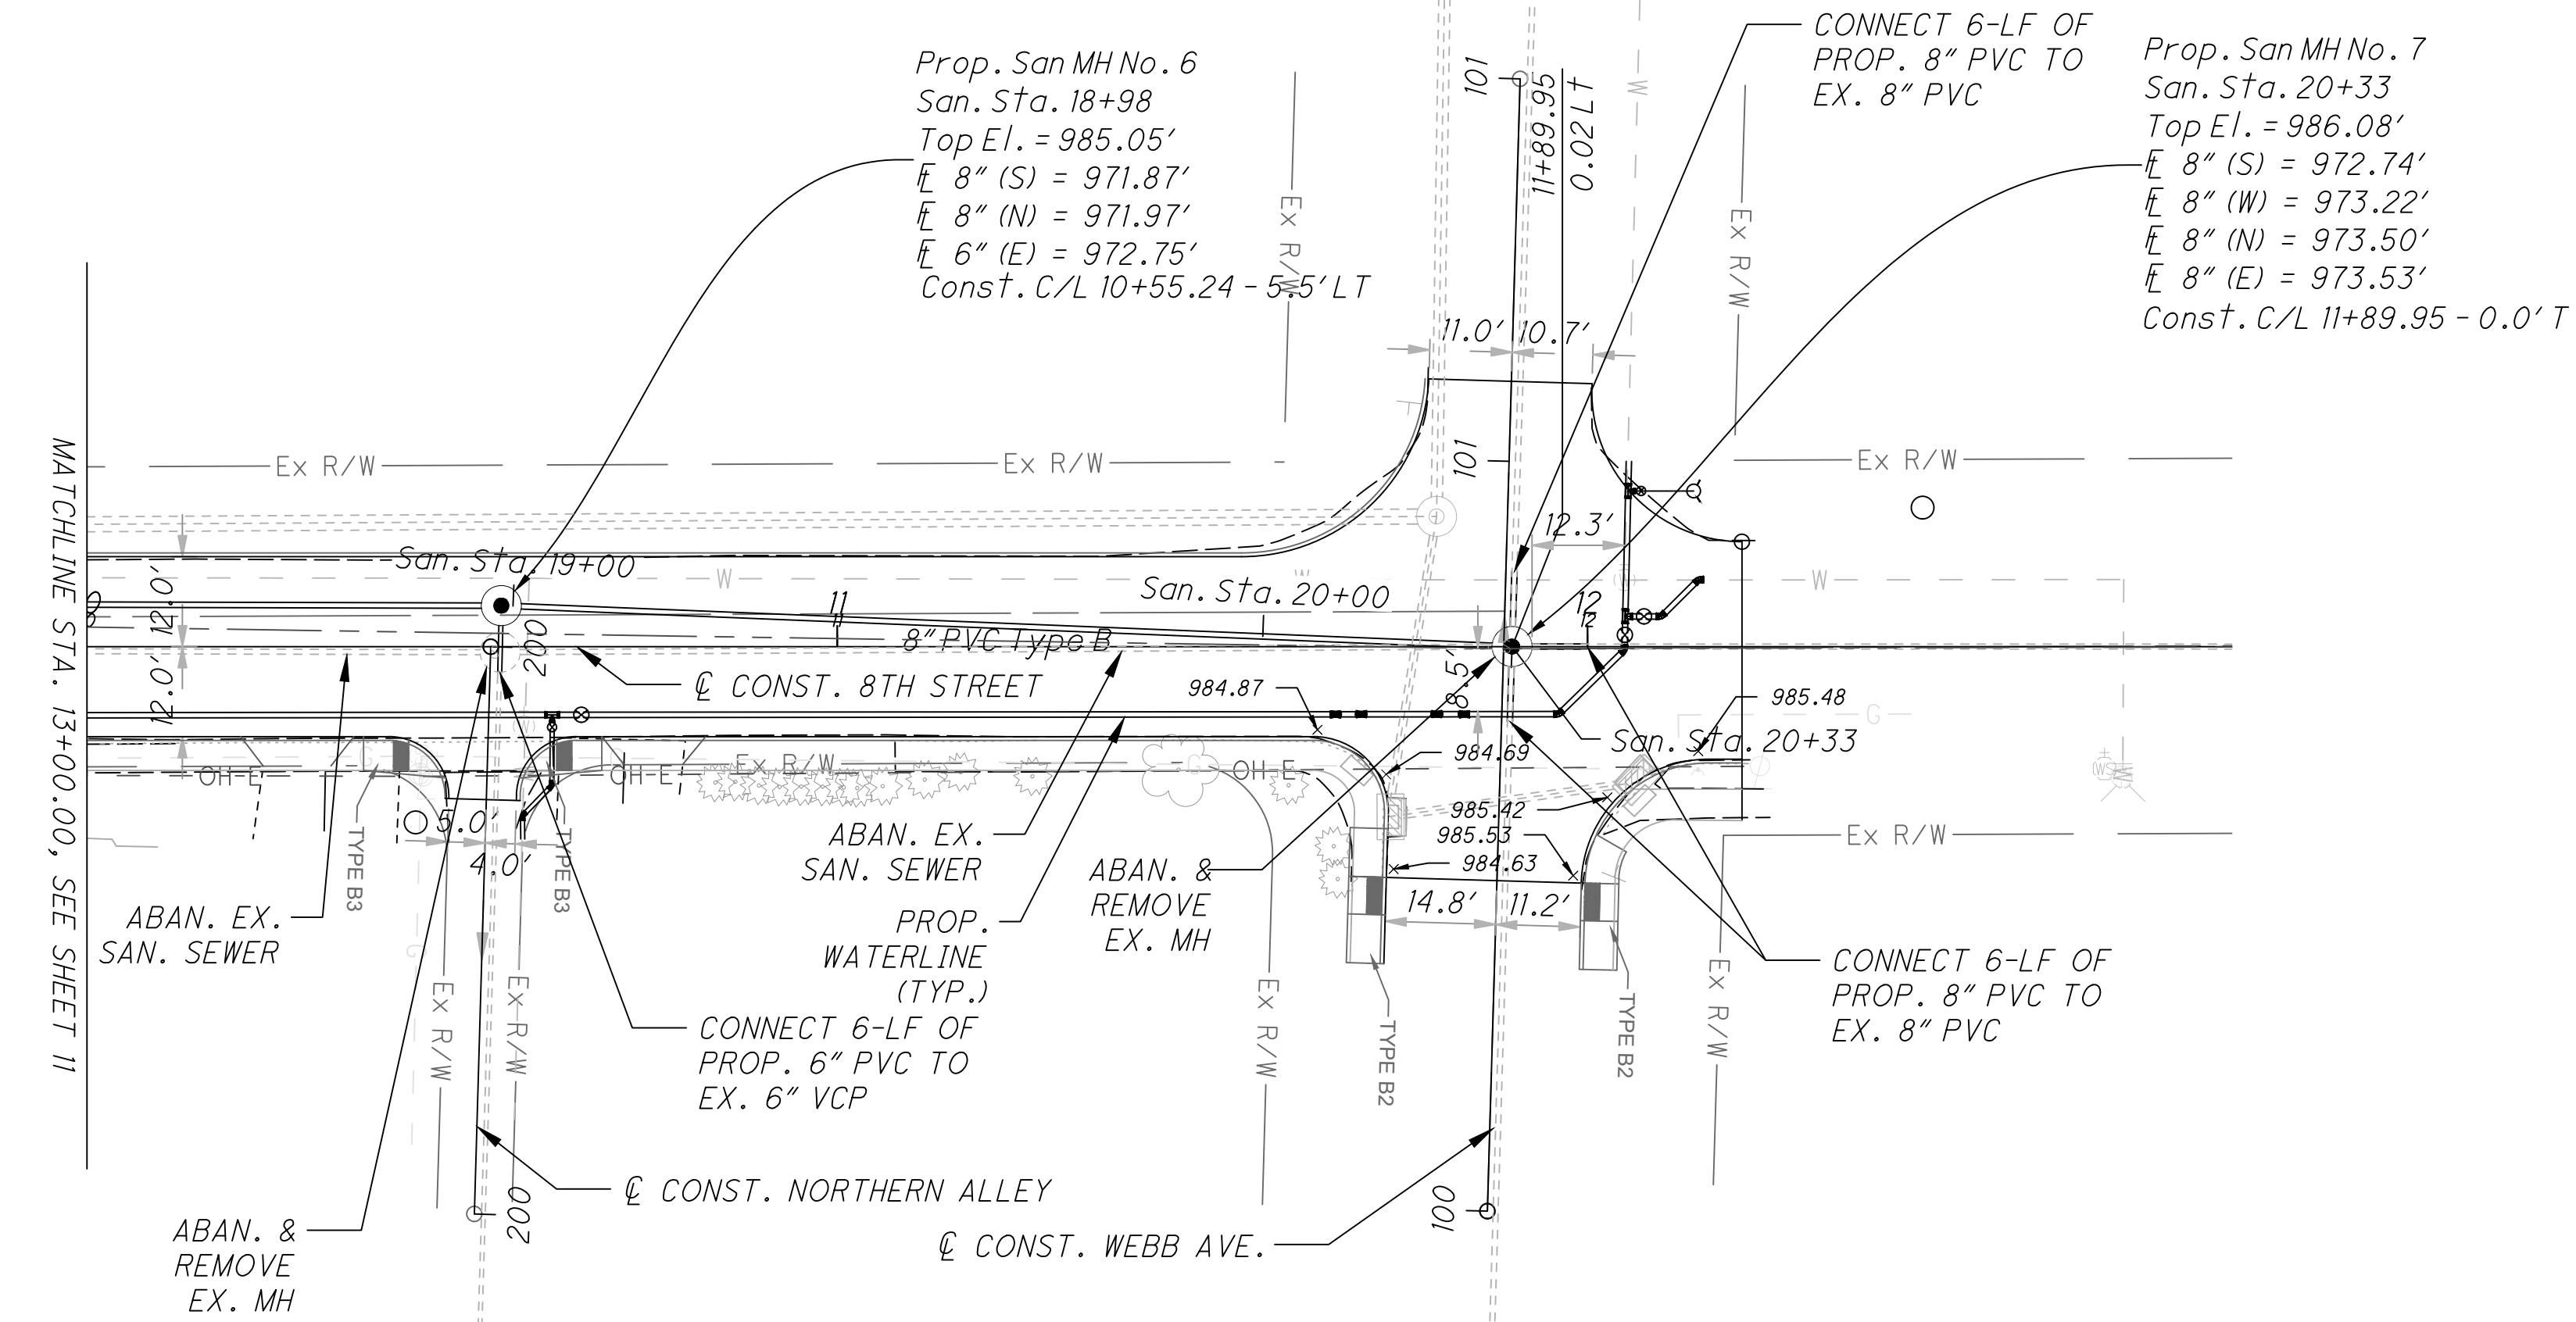 CONNECT 6-LF OF
PROP. 8" PVC TO
EX. 8" PVC
Prop. San MH No. 6
San. Sta. 18+98
Top El. = 985.05'
8" (S) = 971.87'
8" (N) = 971.97'
6" (E) = 972.75'
Const. C/L 10+55.24 - 5.5' LT
Prop. San MH No. 7
San. Sta. 20+33
Top El. = 986.08'
8" (S) = 972.74'
8" (W) = 973.22'
8" (N) = 973.50'
8" (E) = 973.53'
Const. C/L 11+89.95 - 0.0' T
101
11+89.95
0.02 Lt
W
Ex R/W
Ex R/W
11.0'
10.7'
101
Ex R/W
Ex R/W
Ex R/W
12.3'
San. Sta. 19+00
W
W
W
12.0'
11
San. Sta. 20+00
12
200
8" PVC Type B
12.0'
℄ CONST. 8TH STREET
8.5'
984.87
985.48
G
San. Sta. 20+33
984.69
OH-E
OH-E
Ex R/W
G
OH-E
(WS)
W
985.42
985.53
984.63
5.0'
4.0'
TYPE B3
TYPE B3
ABAN. EX.
SAN. SEWER
ABAN. &
REMOVE
EX. MH
Ex R/W
14.8'
11.2'
ABAN. EX.
SAN. SEWER
PROP.
WATERLINE
(TYP.)
G
CONNECT 6-LF OF
PROP. 8" PVC TO
EX. 8" PVC
Ex R/W
Ex R/W
Ex R/W
Ex R/W
TYPE B2
TYPE B2
CONNECT 6-LF OF
PROP. 6" PVC TO
EX. 6" VCP
MATCHLINE STA. 13+00.00, SEE SHEET 11
℄ CONST. NORTHERN ALLEY
200
100
℄ CONST. WEBB AVE.
ABAN. &
REMOVE
EX. MH